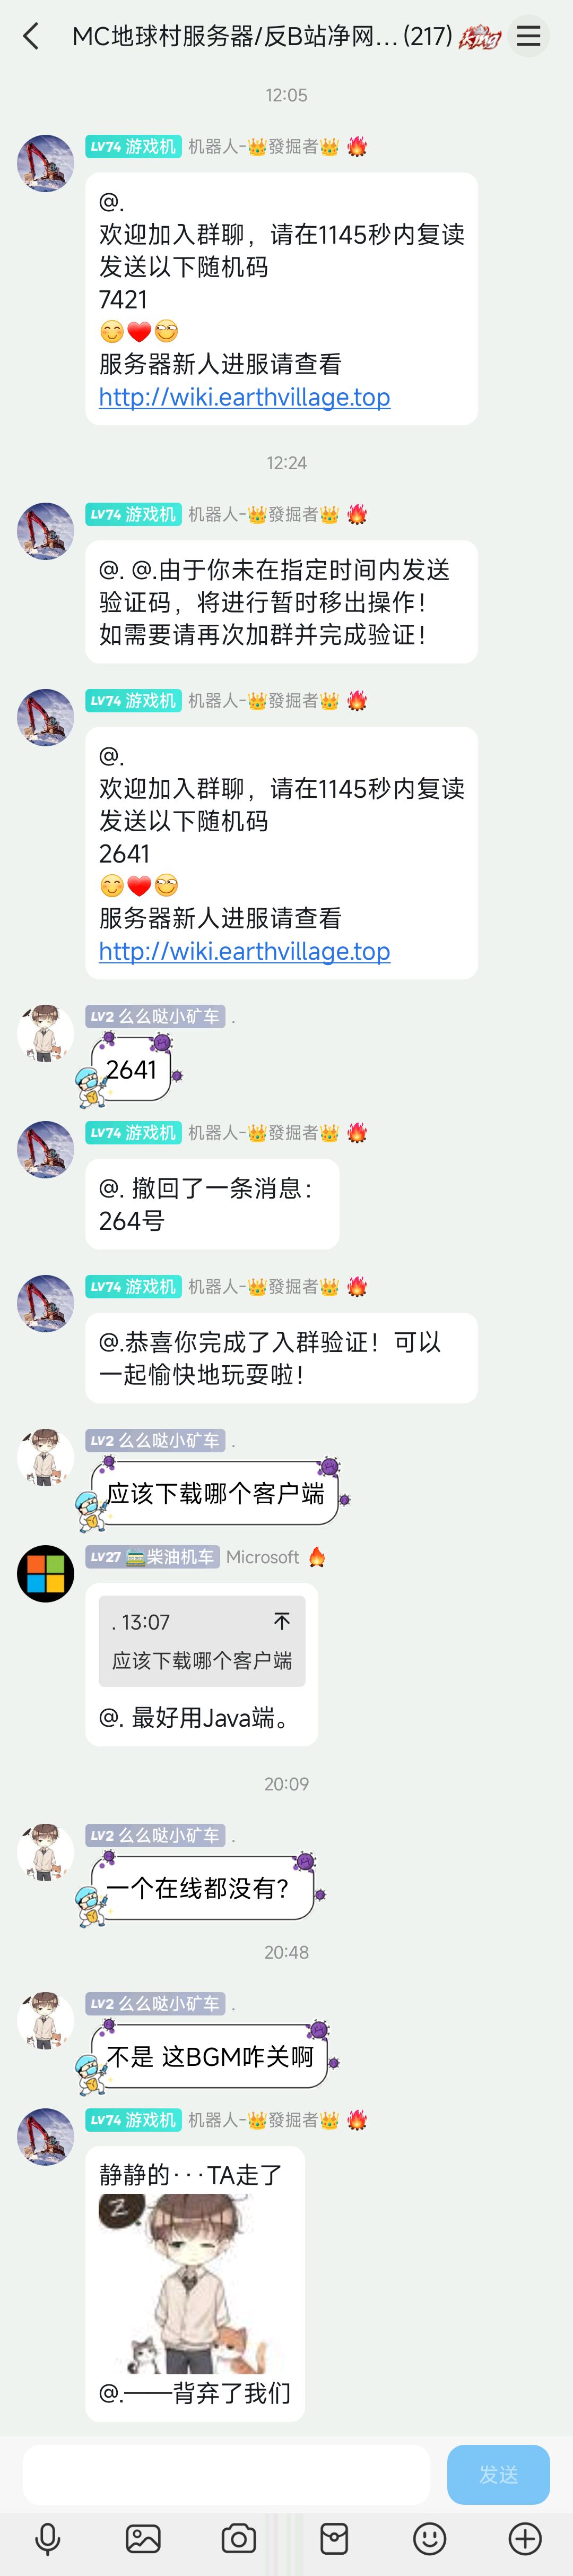 MC地球村服务器/反B站净网...(217)
12:05
LV74 游戏机 机器人-👑發掘者👑 🔥
@.
欢迎加入群聊，请在1145秒内复读
发送以下随机码
7421
😊❤️🤭
服务器新人进服请查看
http://wiki.earthvillage.top
12:24
LV74 游戏机 机器人-👑發掘者👑 🔥
@. @.由于你未在指定时间内发送
验证码，将进行暂时移出操作！
如需要请再次加群并完成验证！
LV74 游戏机 机器人-👑發掘者👑 🔥
@.
欢迎加入群聊，请在1145秒内复读
发送以下随机码
2641
😊❤️🤭
服务器新人进服请查看
http://wiki.earthvillage.top
LV2 么么哒小矿车 .
2641
LV74 游戏机 机器人-👑發掘者👑 🔥
@. 撤回了一条消息：
264号
LV74 游戏机 机器人-👑發掘者👑 🔥
@.恭喜你完成了入群验证！可以
一起愉快地玩耍啦！
LV2 么么哒小矿车 .
应该下载哪个客户端
LV27 🚞柴油机车 Microsoft 🔥
. 13:07
应该下载哪个客户端
@. 最好用Java端。
20:09
LV2 么么哒小矿车 .
一个在线都没有？
20:48
LV2 么么哒小矿车 .
不是 这BGM咋关啊
LV74 游戏机 机器人-👑發掘者👑 🔥
静静的···TA走了
Z
@.——背弃了我们
发送